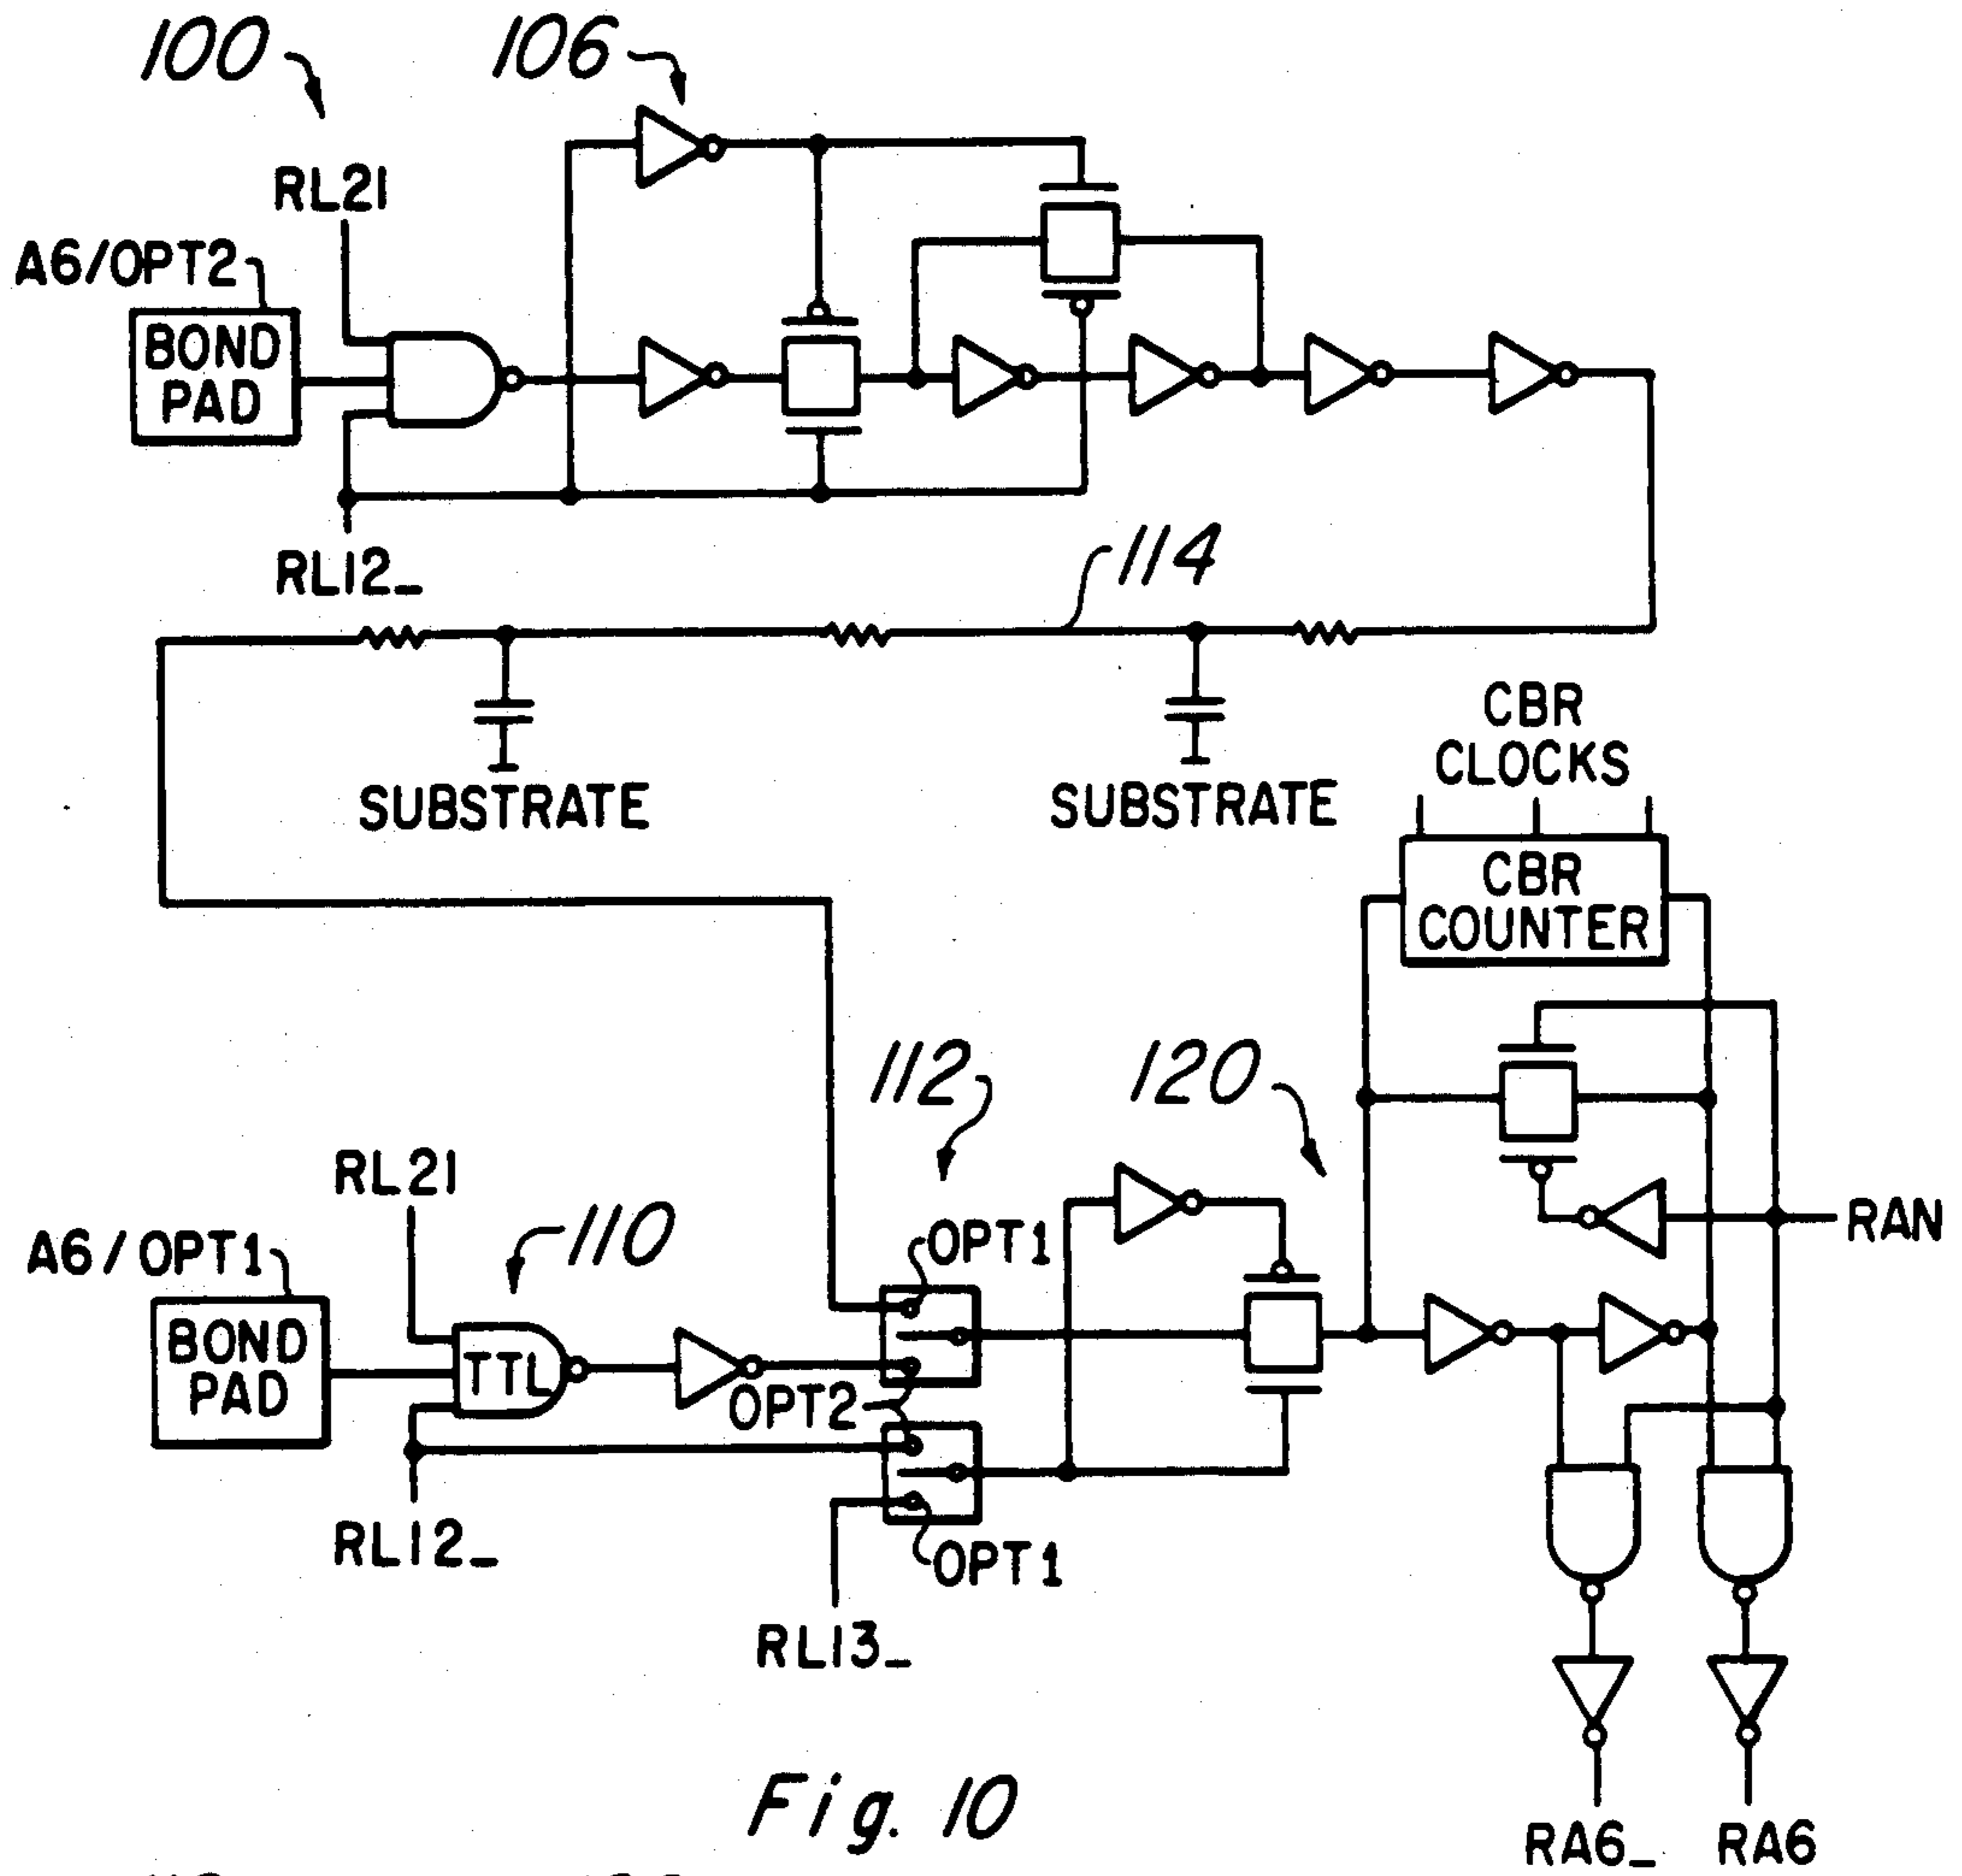 100
106
RL21
A6/OPT2
BOND
PAD
RL12_
114
SUBSTRATE
SUBSTRATE
CBR
CLOCKS
CBR
COUNTER
112
120
RL21
110
A6/OPT1
OPT1
RAN
BOND
PAD
TTL
OPT2
RL12_
OPT1
RL13_
Fig. 10
RA6_
RA6